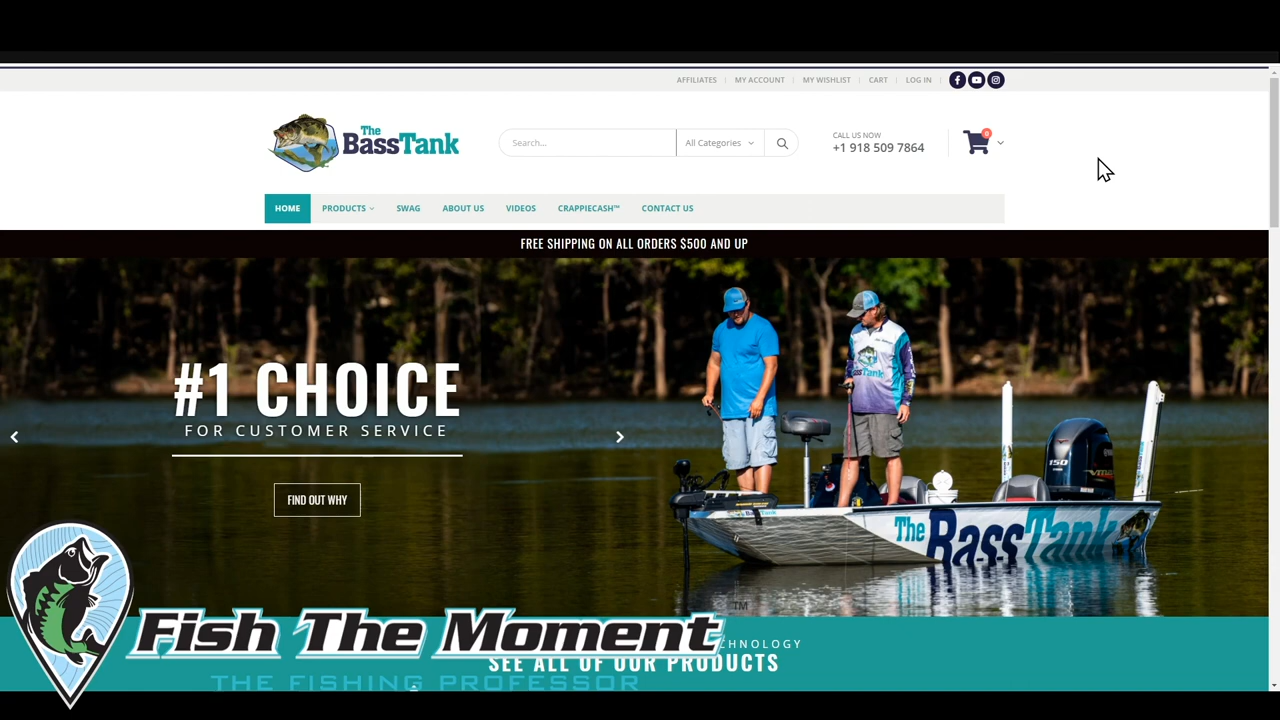 AFFILIATES MY ACCOUNT MY WISHLIST CART LOG IN
The BassTank
Search...
All Categories
CALL US NOW
+1 918 509 7864
0
HOME PRODUCTS SWAG ABOUT US VIDEOS CRAPPIECASH™ CONTACT US
FREE SHIPPING ON ALL ORDERS $500 AND UP
#1 CHOICE
FOR CUSTOMER SERVICE
FIND OUT WHY
150
The BassTank
Fish The Moment™
SEE ALL OF OUR PRODUCTS
THE FISHING PROFESSOR